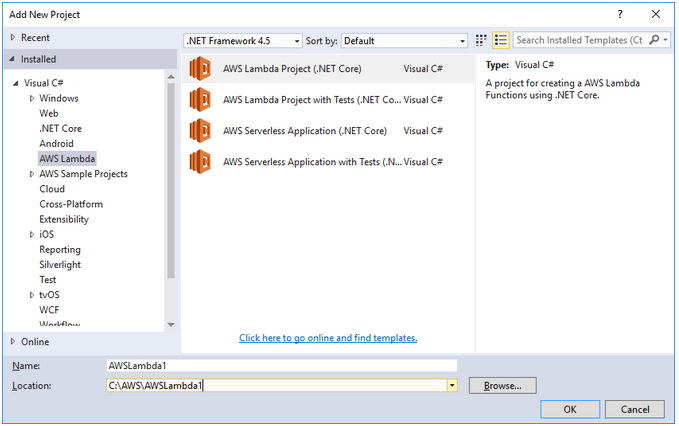 Add New Project
?
Recent
.NET Framework 4.5 Sort by: Default Search Installed Templates (Ct
Installed
Visual C#
Windows
Web
.NET Core
Android
AWS Lambda
AWS Sample Projects
Cloud
Cross-Platform
Extensibility
iOS
Reporting
Silverlight
Test
tvOS
WCF
Workflow
Online
AWS Lambda Project (.NET Core) Visual C#
AWS Lambda Project with Tests (.NET Co... Visual C#
AWS Serverless Application (.NET Core) Visual C#
AWS Serverless Application with Tests (.N... Visual C#
Click here to go online and find templates.
Type: Visual C#
A project for creating a AWS Lambda
Functions using .NET Core.
Name: AWSLambda1
Location: C:\AWS\AWSLambda1
Browse...
OK Cancel